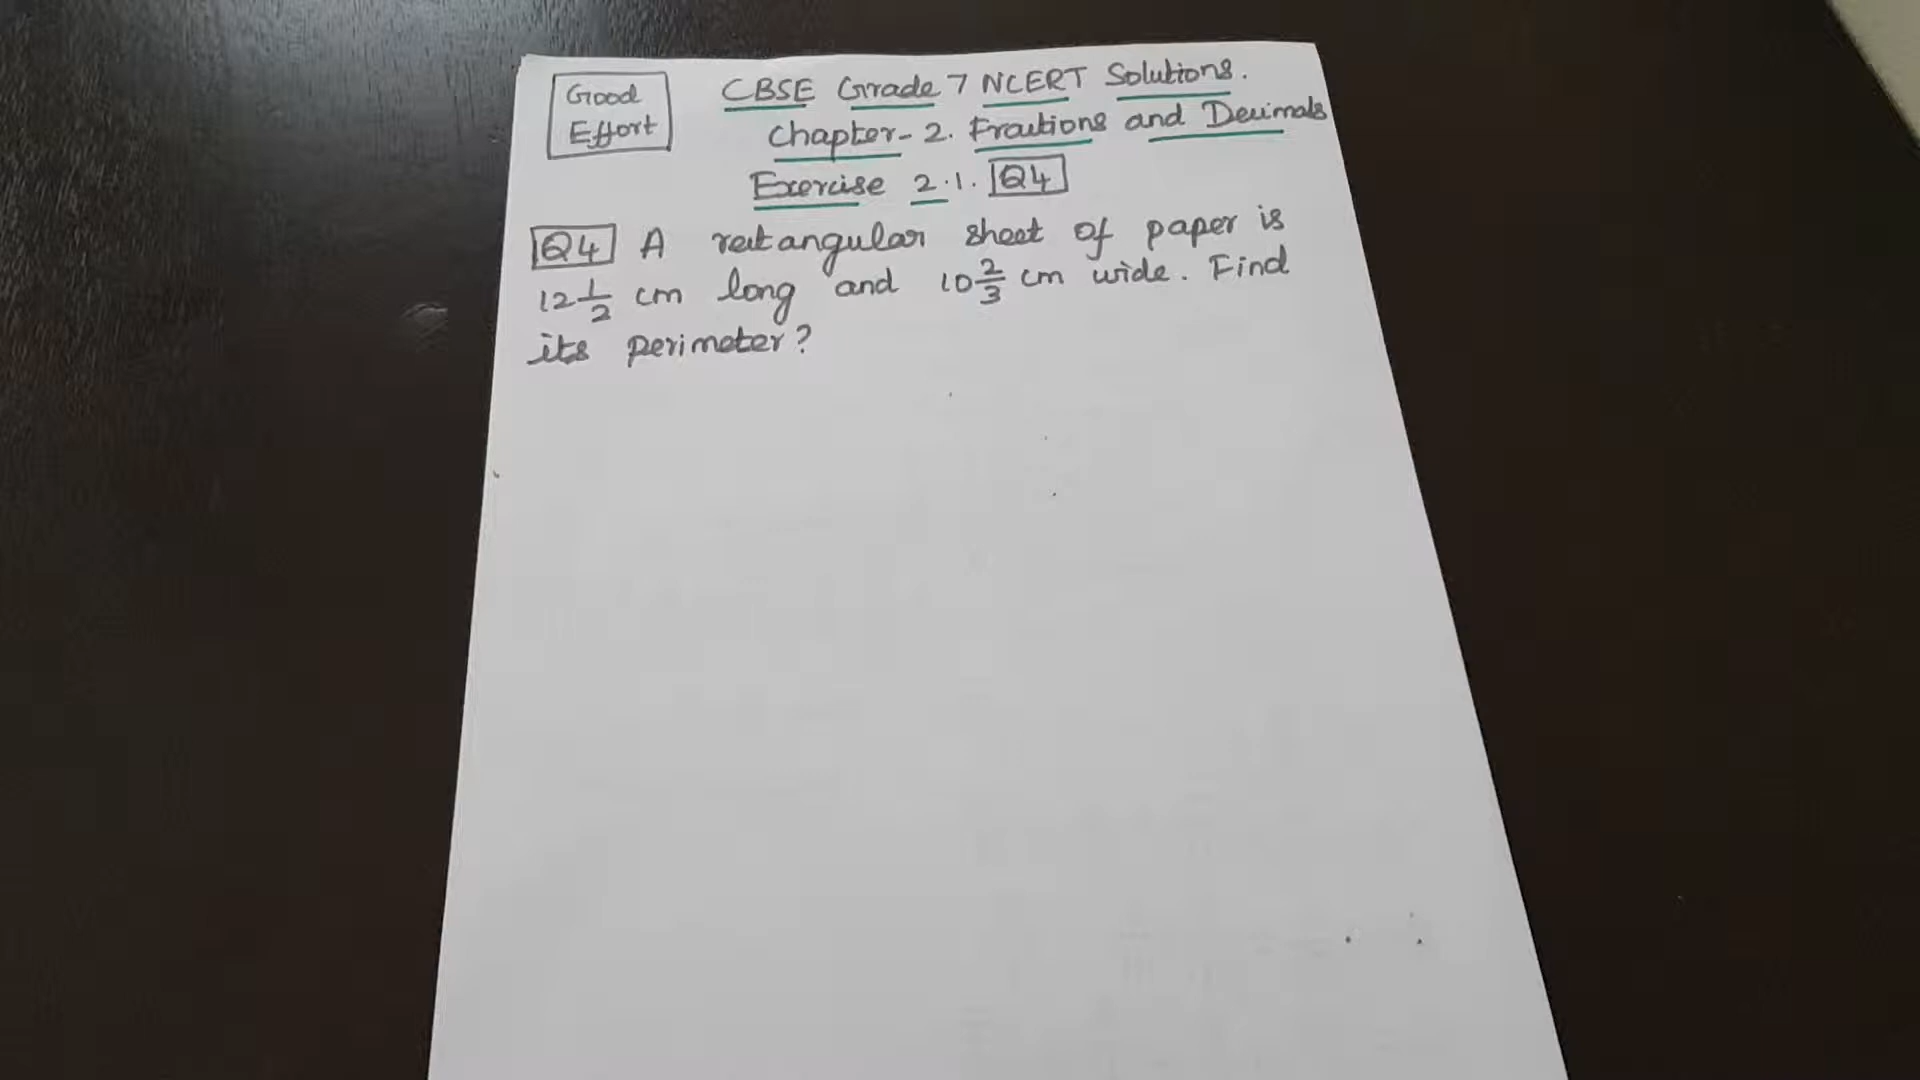 Good
Effort
CBSE Grade 7 NCERT Solutions.
Chapter- 2. Fractions and Decimals
Exercise 2.1. Q4
Q4 A rectangular sheet of paper is
12 1/2 cm long and 10 2/3 cm wide. Find
its perimeter?